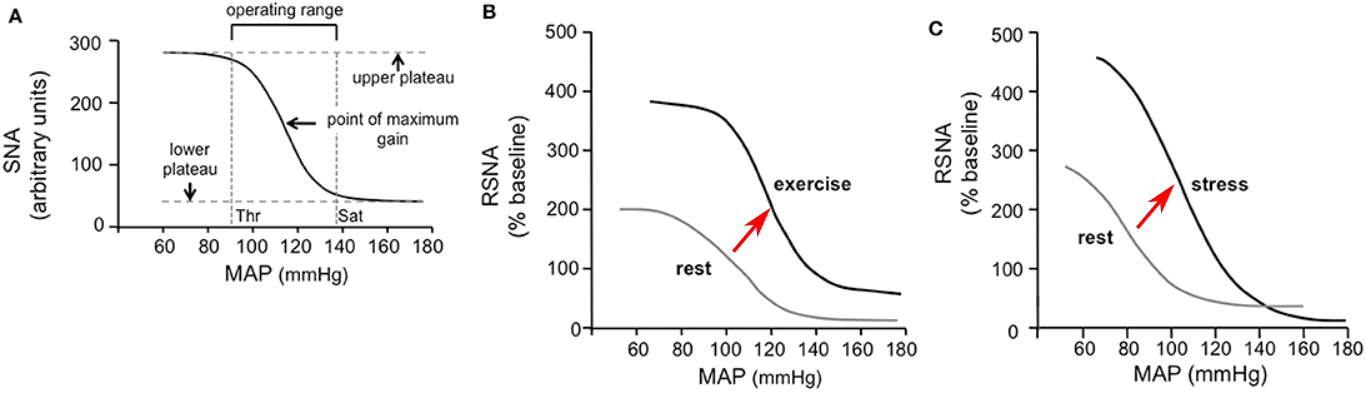 A
operating range
300
200
100
0
SNA
(arbitrary units)
upper plateau
point of maximum
gain
lower
plateau
Thr
Sat
60 80 100 120 140 160 180
MAP (mmHg)
B
500
400
300
200
100
0
RSNA
(% baseline)
exercise
rest
60 80 100 120 140 160 180
MAP (mmHg)
C
500
400
300
200
100
0
RSNA
(% baseline)
stress
rest
60 80 100 120 140 160 180
MAP (mmHg)